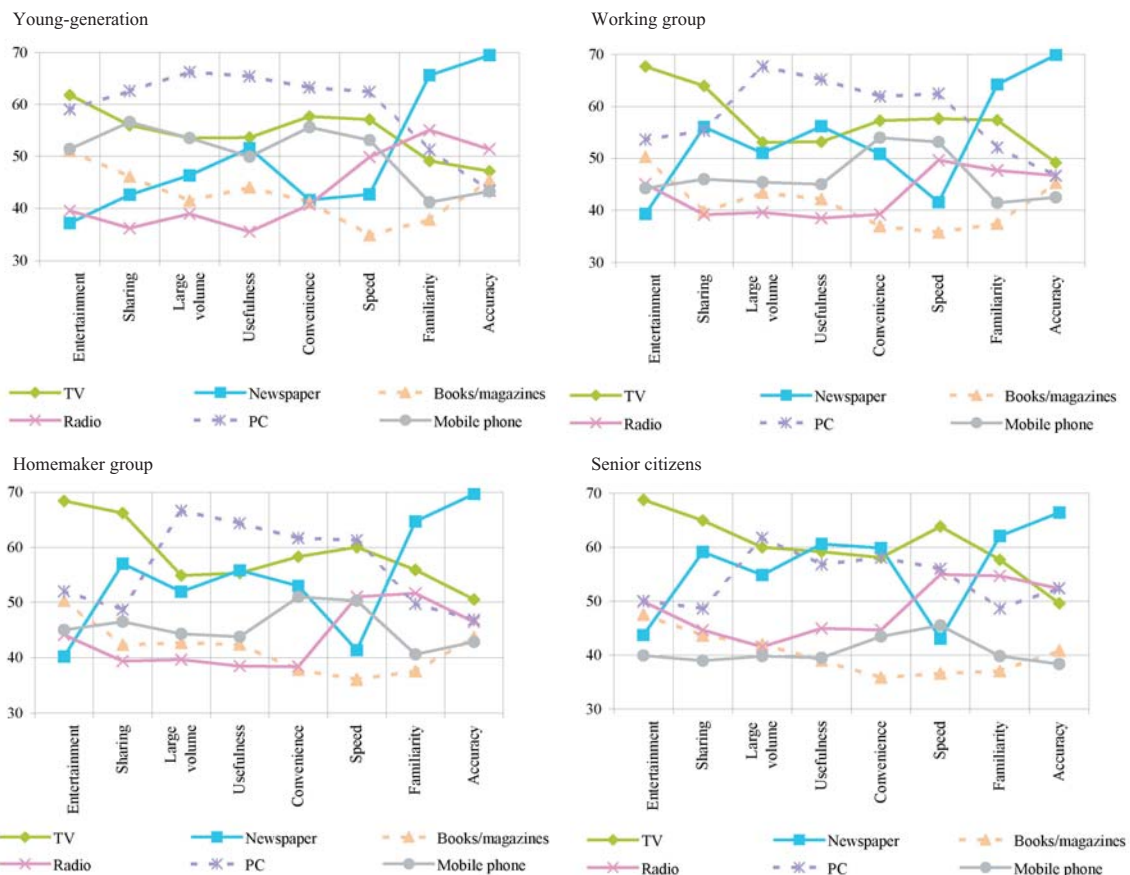 Young-generation
70
60
50
40
30
Entertainment
Sharing
Large
volume
Usefulness
Convenience
Speed
Familiarity
Accuracy
TV Newspaper Books/magazines
Radio PC Mobile phone
Working group
70
60
50
40
30
Entertainment
Sharing
Large
volume
Usefulness
Convenience
Speed
Familiarity
Accuracy
TV Newspaper Books/magazines
Radio PC Mobile phone
Homemaker group
70
60
50
40
30
Entertainment
Sharing
Large
volume
Usefulness
Convenience
Speed
Familiarity
Accuracy
TV Newspaper Books/magazines
Radio PC Mobile phone
Senior citizens
70
60
50
40
30
Entertainment
Sharing
Large
volume
Usefulness
Convenience
Speed
Familiarity
Accuracy
TV Newspaper Books/magazines
Radio PC Mobile phone